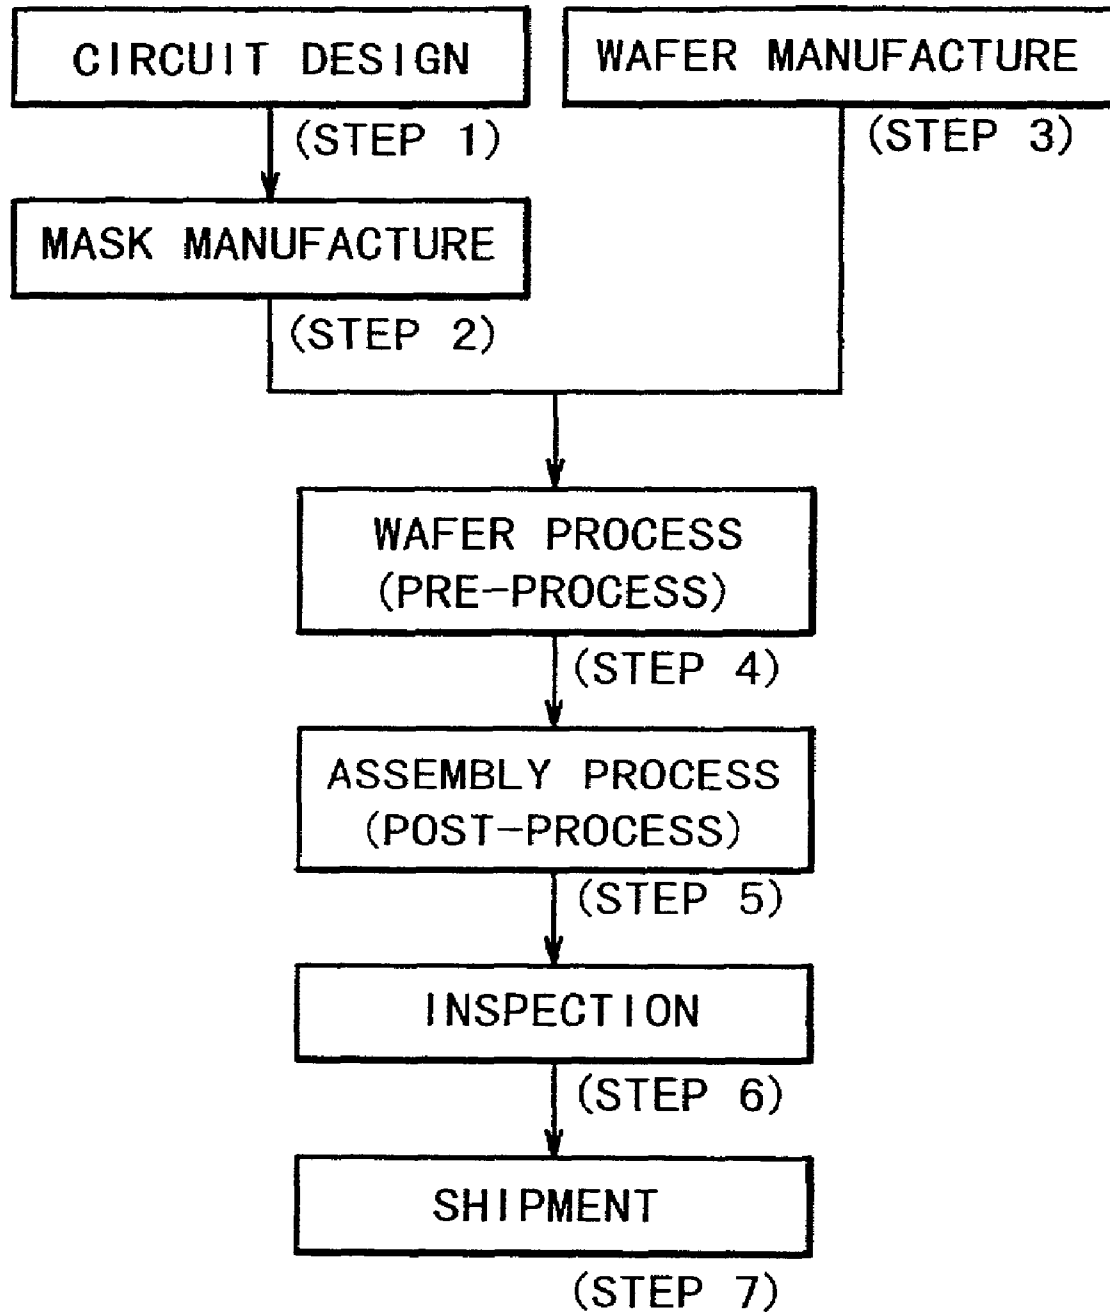 CIRCUIT DESIGN
(STEP 1)
WAFER MANUFACTURE
(STEP 3)
MASK MANUFACTURE
(STEP 2)
WAFER PROCESS
(PRE-PROCESS)
(STEP 4)
ASSEMBLY PROCESS
(POST-PROCESS)
(STEP 5)
INSPECTION
(STEP 6)
SHIPMENT
(STEP 7)